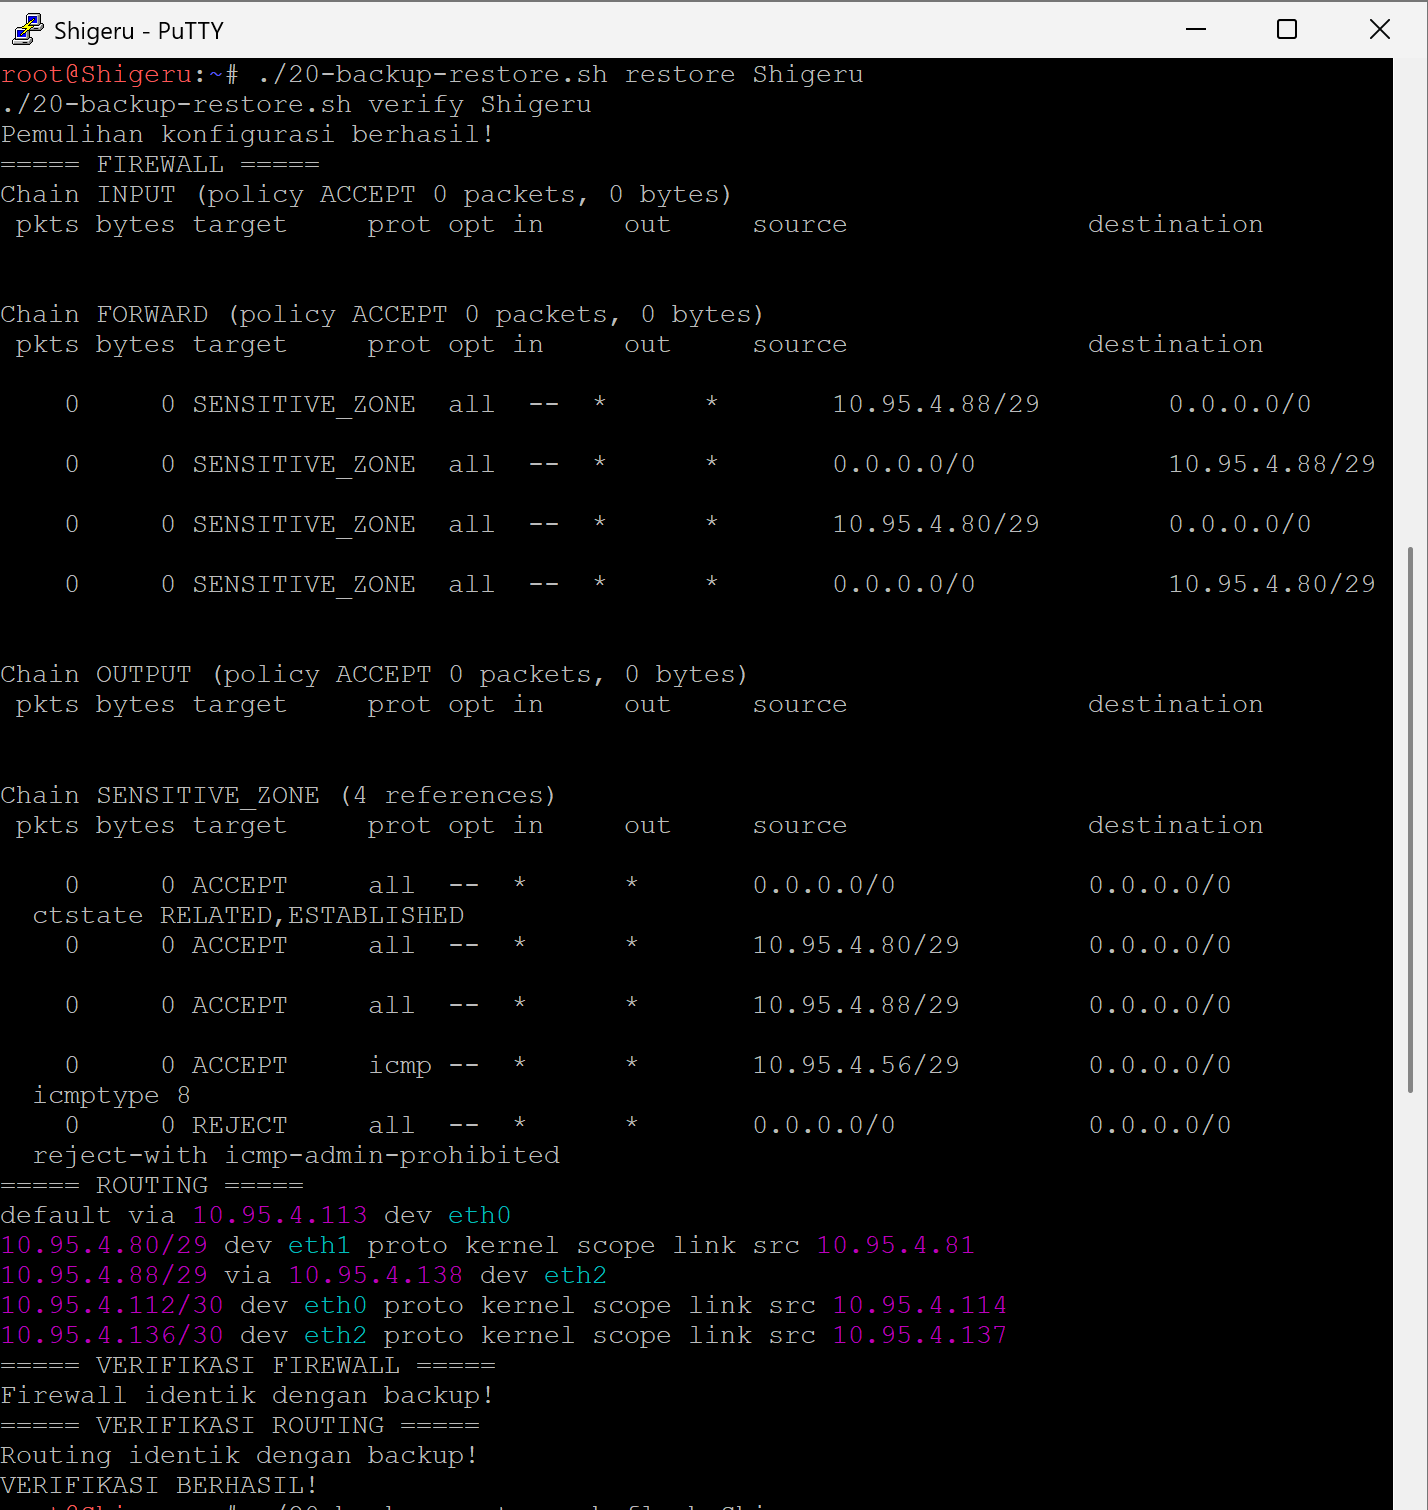 Shigeru - PuTTY
root@Shigeru:~# ./20-backup-restore.sh restore Shigeru
./20-backup-restore.sh verify Shigeru
Pemulihan konfigurasi berhasil!
===== FIREWALL =====
Chain INPUT (policy ACCEPT 0 packets, 0 bytes)
pkts bytes target prot opt in out source destination
Chain FORWARD (policy ACCEPT 0 packets, 0 bytes)
pkts bytes target prot opt in out source destination
0 0 SENSITIVE_ZONE all -- * * 10.95.4.88/29 0.0.0.0/0
0 0 SENSITIVE_ZONE all -- * * 0.0.0.0/0 10.95.4.88/29
0 0 SENSITIVE_ZONE all -- * * 10.95.4.80/29 0.0.0.0/0
0 0 SENSITIVE_ZONE all -- * * 0.0.0.0/0 10.95.4.80/29
Chain OUTPUT (policy ACCEPT 0 packets, 0 bytes)
pkts bytes target prot opt in out source destination
Chain SENSITIVE_ZONE (4 references)
pkts bytes target prot opt in out source destination
0 0 ACCEPT all -- * * 0.0.0.0/0 0.0.0.0/0
ctstate RELATED,ESTABLISHED
0 0 ACCEPT all -- * * 10.95.4.80/29 0.0.0.0/0
0 0 ACCEPT all -- * * 10.95.4.88/29 0.0.0.0/0
0 0 ACCEPT icmp -- * * 10.95.4.56/29 0.0.0.0/0
icmptype 8
0 0 REJECT all -- * * 0.0.0.0/0 0.0.0.0/0
reject-with icmp-admin-prohibited
===== ROUTING =====
default via 10.95.4.113 dev eth0
10.95.4.80/29 dev eth1 proto kernel scope link src 10.95.4.81
10.95.4.88/29 via 10.95.4.138 dev eth2
10.95.4.112/30 dev eth0 proto kernel scope link src 10.95.4.114
10.95.4.136/30 dev eth2 proto kernel scope link src 10.95.4.137
===== VERIFIKASI FIREWALL =====
Firewall identik dengan backup!
===== VERIFIKASI ROUTING =====
Routing identik dengan backup!
VERIFIKASI BERHASIL!